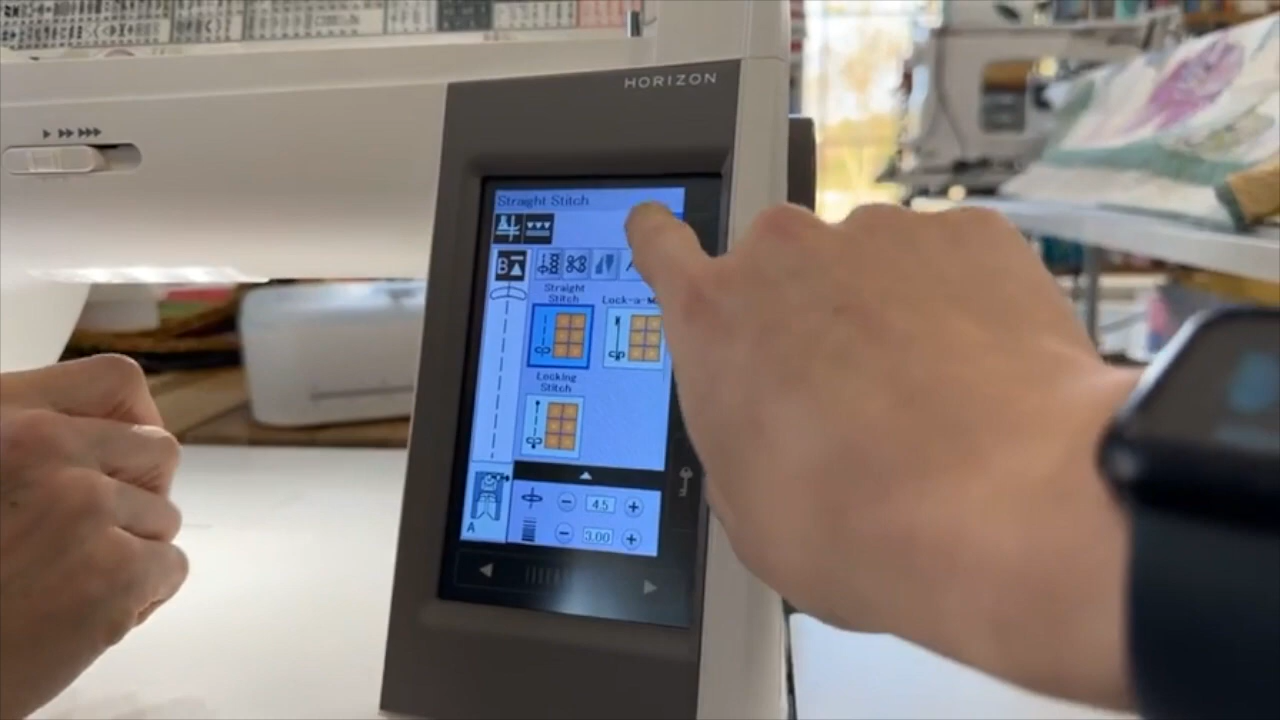 HORIZON
Straight Stitch
B
Straight
Stitch
Lock-a-M
Locking
Stitch
4.5
A
3.00